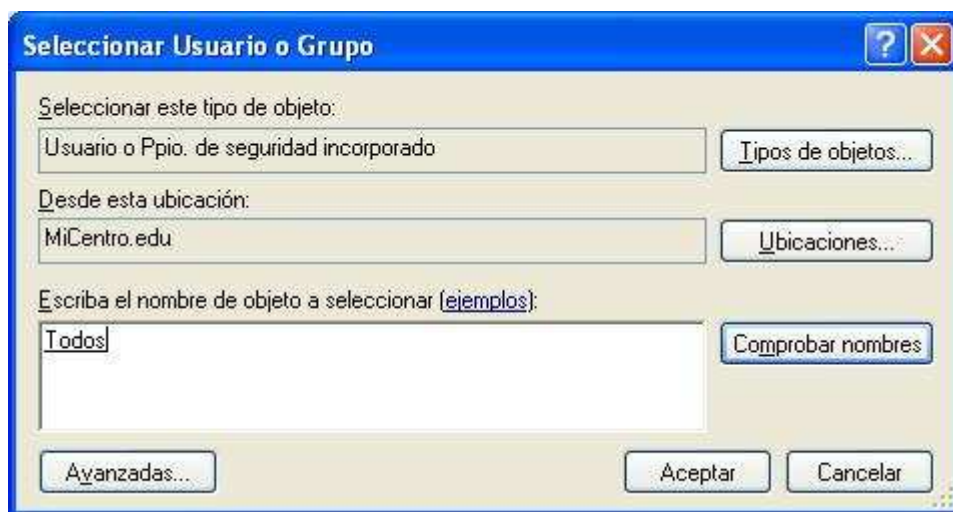 Seleccionar Usuario o Grupo
Seleccionar este tipo de objeto:
Usuario o Ppio. de seguridad incorporado
Tipos de objetos...
Desde esta ubicación:
MiCentro.edu
Ubicaciones...
Escriba el nombre de objeto a seleccionar (ejemplos):
Todos
Comprobar nombres
Avanzadas...
Aceptar
Cancelar